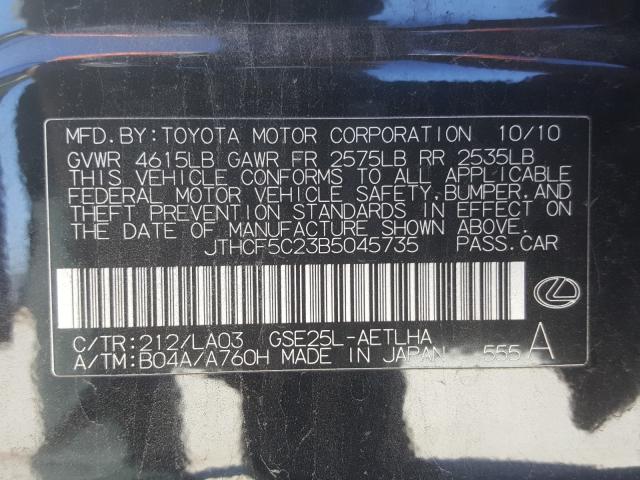 MFD. BY: TOYOTA MOTOR CORPORATION 10/10
GVWR 4615LB GAWR FR 2575LB RR 2535LB
THIS VEHICLE CONFORMS TO ALL APPLICABLE
FEDERAL MOTOR VEHICLE SAFETY, BUMPER, AND
THEFT PREVENTION STANDARDS IN EFFECT ON
THE DATE OF MANUFACTURE SHOWN ABOVE.
JTHCF5C23B5045735 PASS. CAR
C/TR: 212/LA03 GSE25L-AETLHA
A/TM: B04A/A760H MADE IN JAPAN 555 A